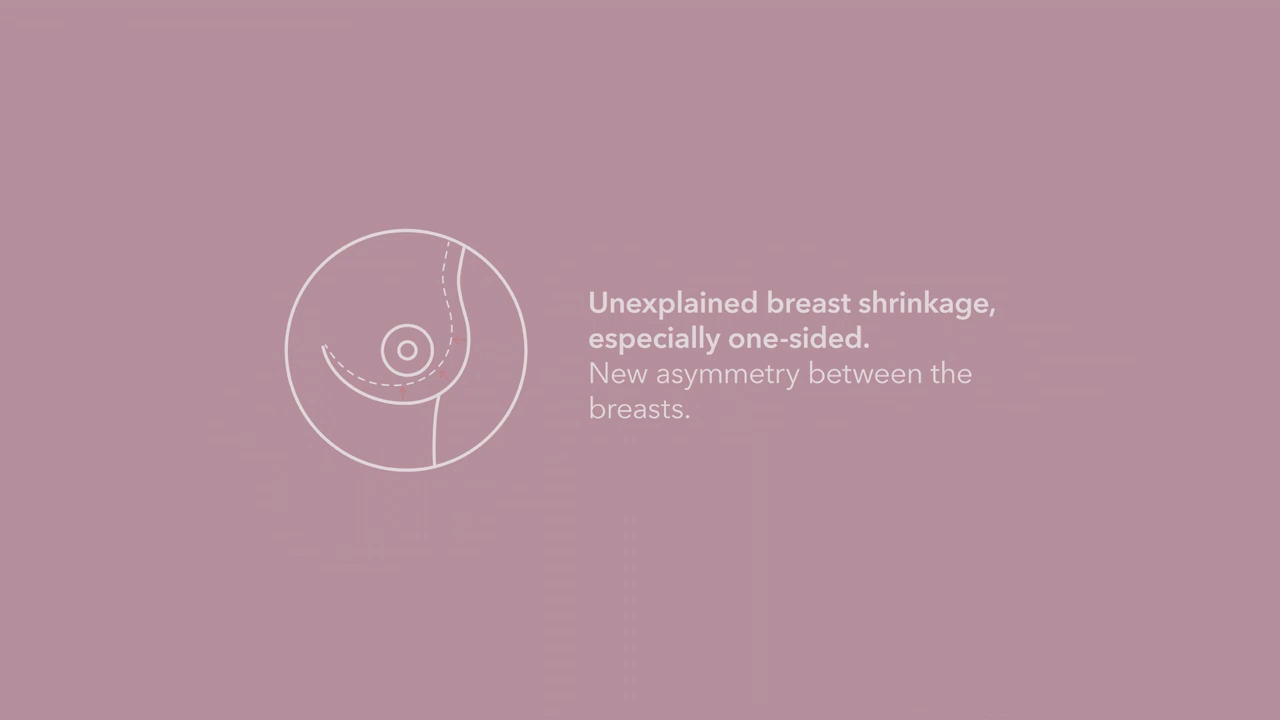 Unexplained breast shrinkage,
especially one-sided.
New asymmetry between the
breasts.